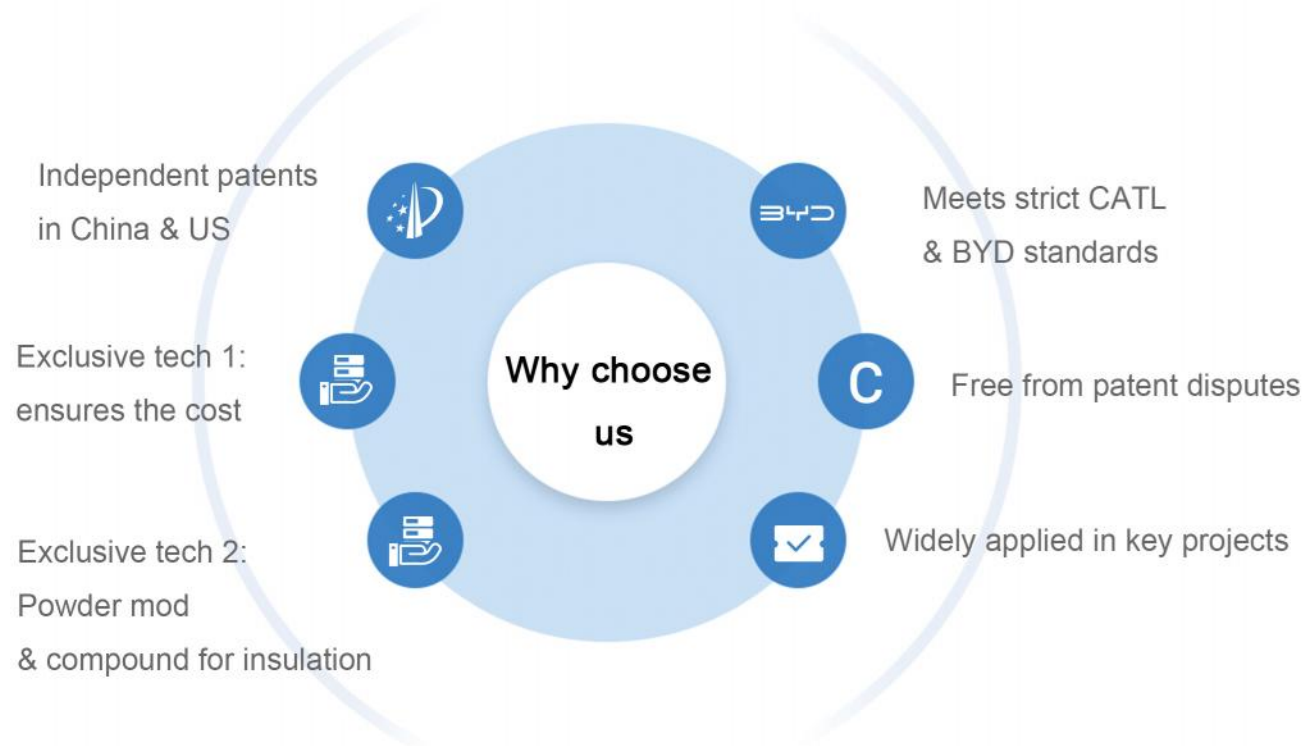 Independent patents
in China & US
Exclusive tech 1:
ensures the cost
Exclusive tech 2:
Powder mod
& compound for insulation
Why choose
us
BYD
Meets strict CATL
& BYD standards
C
Free from patent disputes
Widely applied in key projects